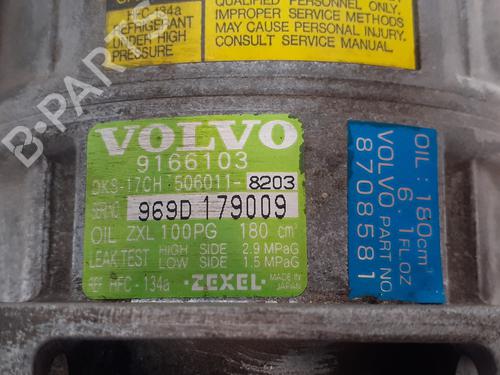 HFC-134a
REFRIGERANT
UNDER HIGH
PRESSURE
QUALIFIED PERSONNEL ONLY.
IMPROPER SERVICE METHODS
MAY CAUSE PERSONAL INJURY.
CONSULT SERVICE MANUAL.
B-PARTS
VOLVO
9166103
DKS-17CH 506011-8203
969D 179009
OIL ZXL 100PG 180 cm³
LEAK TEST HIGH SIDE 2.9 MPaG
LOW SIDE 1.5 MPaG
REF HFC-134a ·ZEXEL· MADE IN JAPAN
OIL: 180cm³
6.1FLOZ
VOLVO PART NO.
8708581